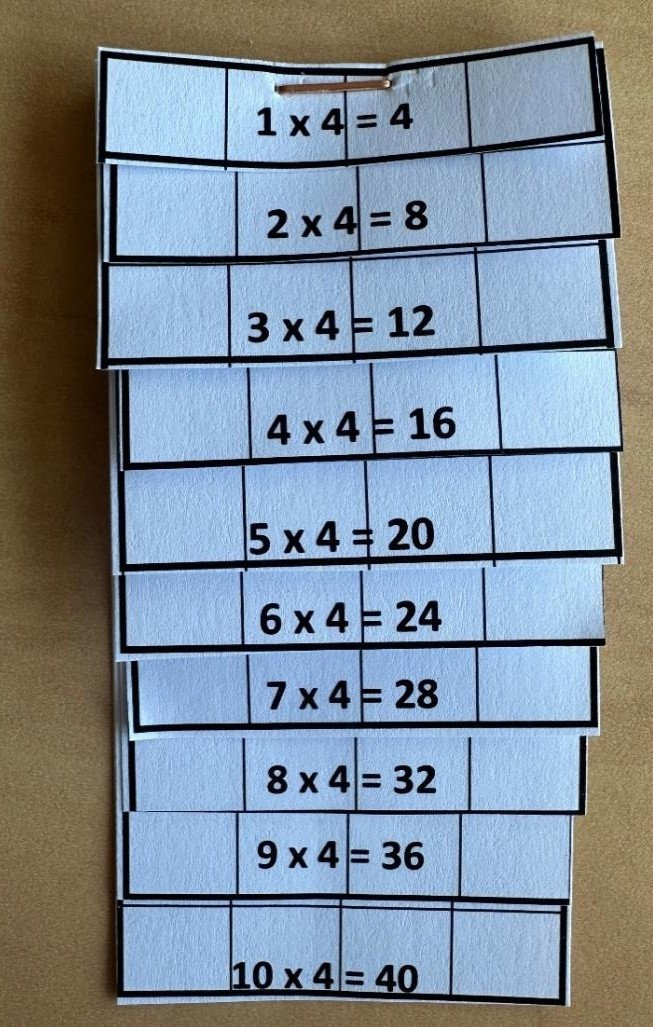 1 x 4 = 4
2 x 4 = 8
3 x 4 = 12
4 x 4 = 16
5 x 4 = 20
6 x 4 = 24
7 x 4 = 28
8 x 4 = 32
9 x 4 = 36
10 x 4 = 40